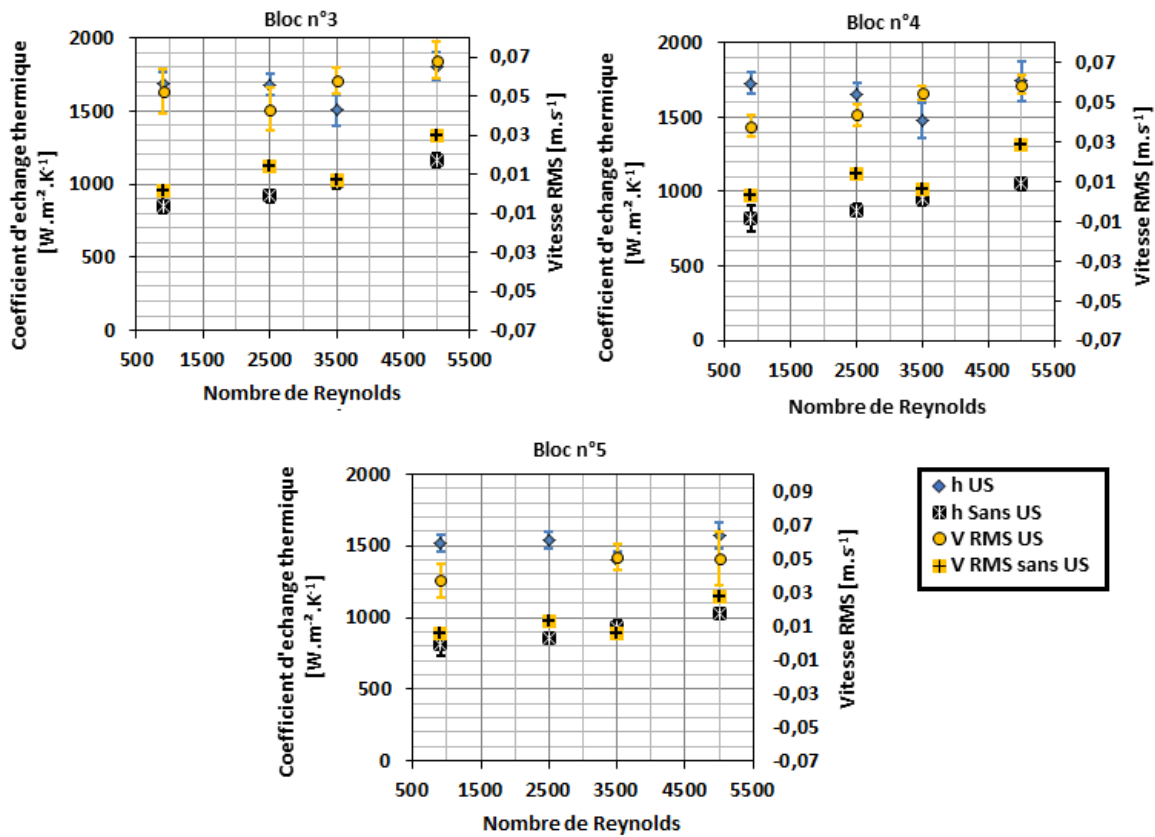 Bloc n°3
Coefficient d'echange thermique
[W.m⁻².K⁻¹]
2000
1500
1000
500
0
0,07
0,05
0,03
0,01
-0,01
-0,03
-0,05
-0,07
Vitesse RMS [m.s⁻¹]
500 1500 2500 3500 4500 5500
Nombre de Reynolds
Bloc n°4
Coefficient d'echange thermique
[W.m⁻².K⁻¹]
2000
1500
1000
500
0
0,07
0,05
0,03
0,01
-0,01
-0,03
-0,05
-0,07
Vitesse RMS [m.s⁻¹]
500 1500 2500 3500 4500 5500
Nombre de Reynolds
Bloc n°5
Coefficient d'echange thermique
[W.m⁻².K⁻¹]
2000
1500
1000
500
0
0,09
0,07
0,05
0,03
0,01
-0,01
-0,03
-0,05
-0,07
Vitesse RMS [m.s⁻¹]
500 1500 2500 3500 4500 5500
Nombre de Reynolds
h US
h Sans US
V RMS US
V RMS sans US